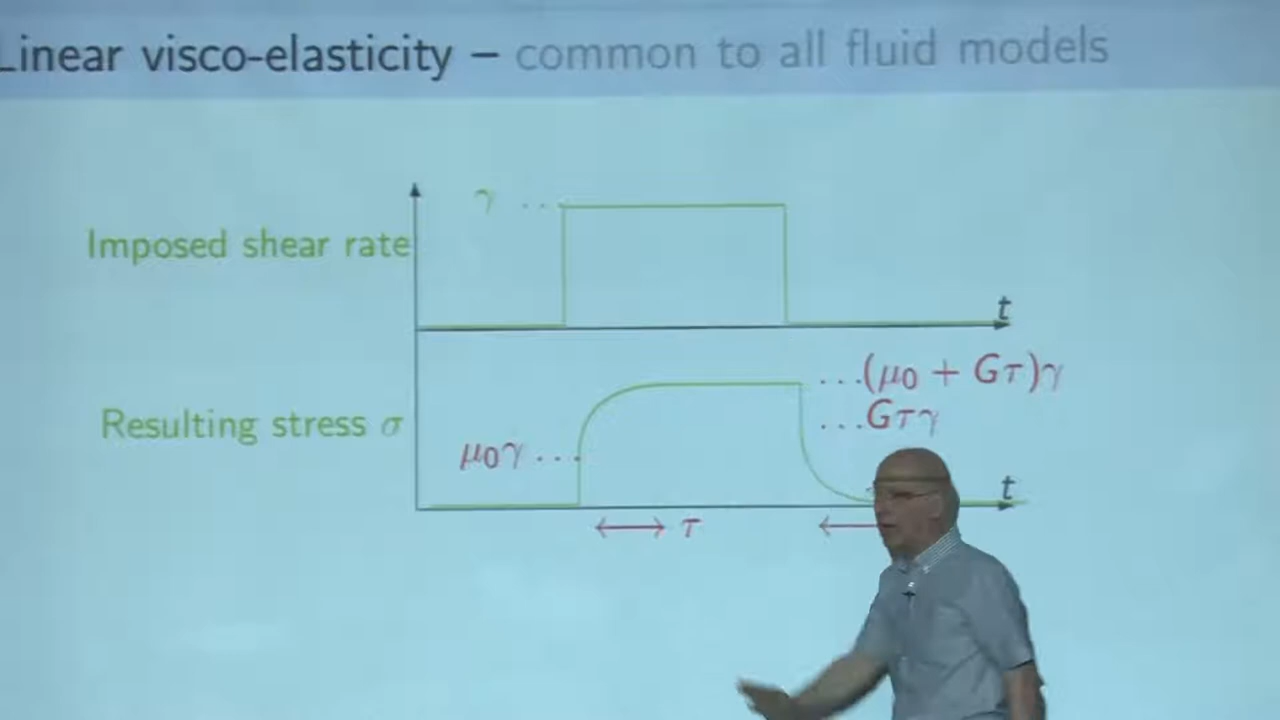 Linear visco-elasticity – common to all fluid models
γ ...
Imposed shear rate
t
...(μ₀ + Gτ)γ
Resulting stress σ
...Gτγ
μ₀γ ...
t
τ